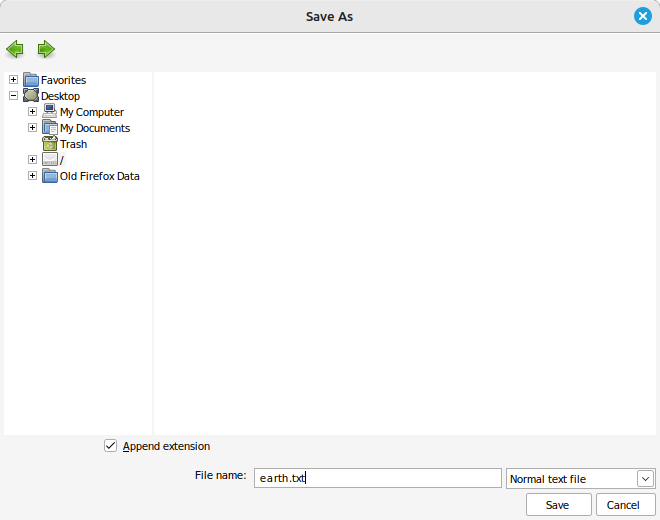 Save As
Favorites
Desktop
My Computer
My Documents
Trash
/
Old Firefox Data
Append extension
File name: earth.txt Normal text file
Save Cancel